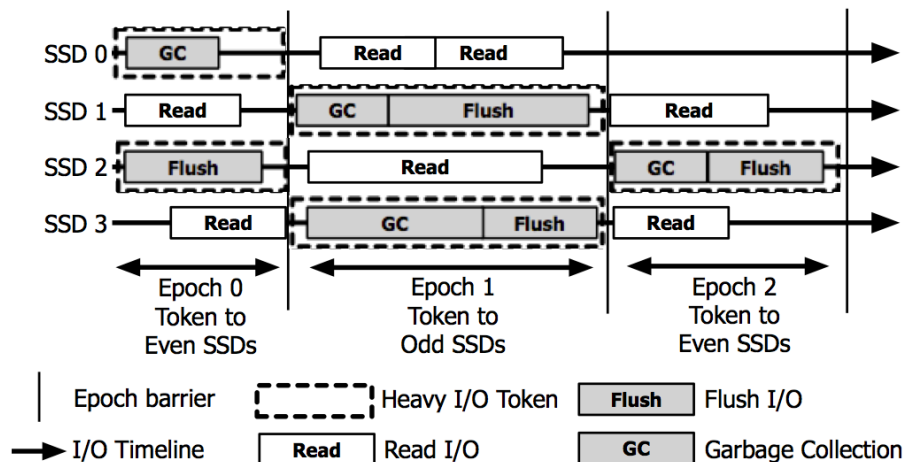 SSD 0 GC Read Read
SSD 1 Read GC Flush Read
SSD 2 Flush Read GC Flush
SSD 3 Read GC Flush Read
Epoch 0 Epoch 1 Epoch 2
Token to Token to Token to
Even SSDs Odd SSDs Even SSDs
Epoch barrier Heavy I/O Token Flush Flush I/O
I/O Timeline Read Read I/O GC Garbage Collection